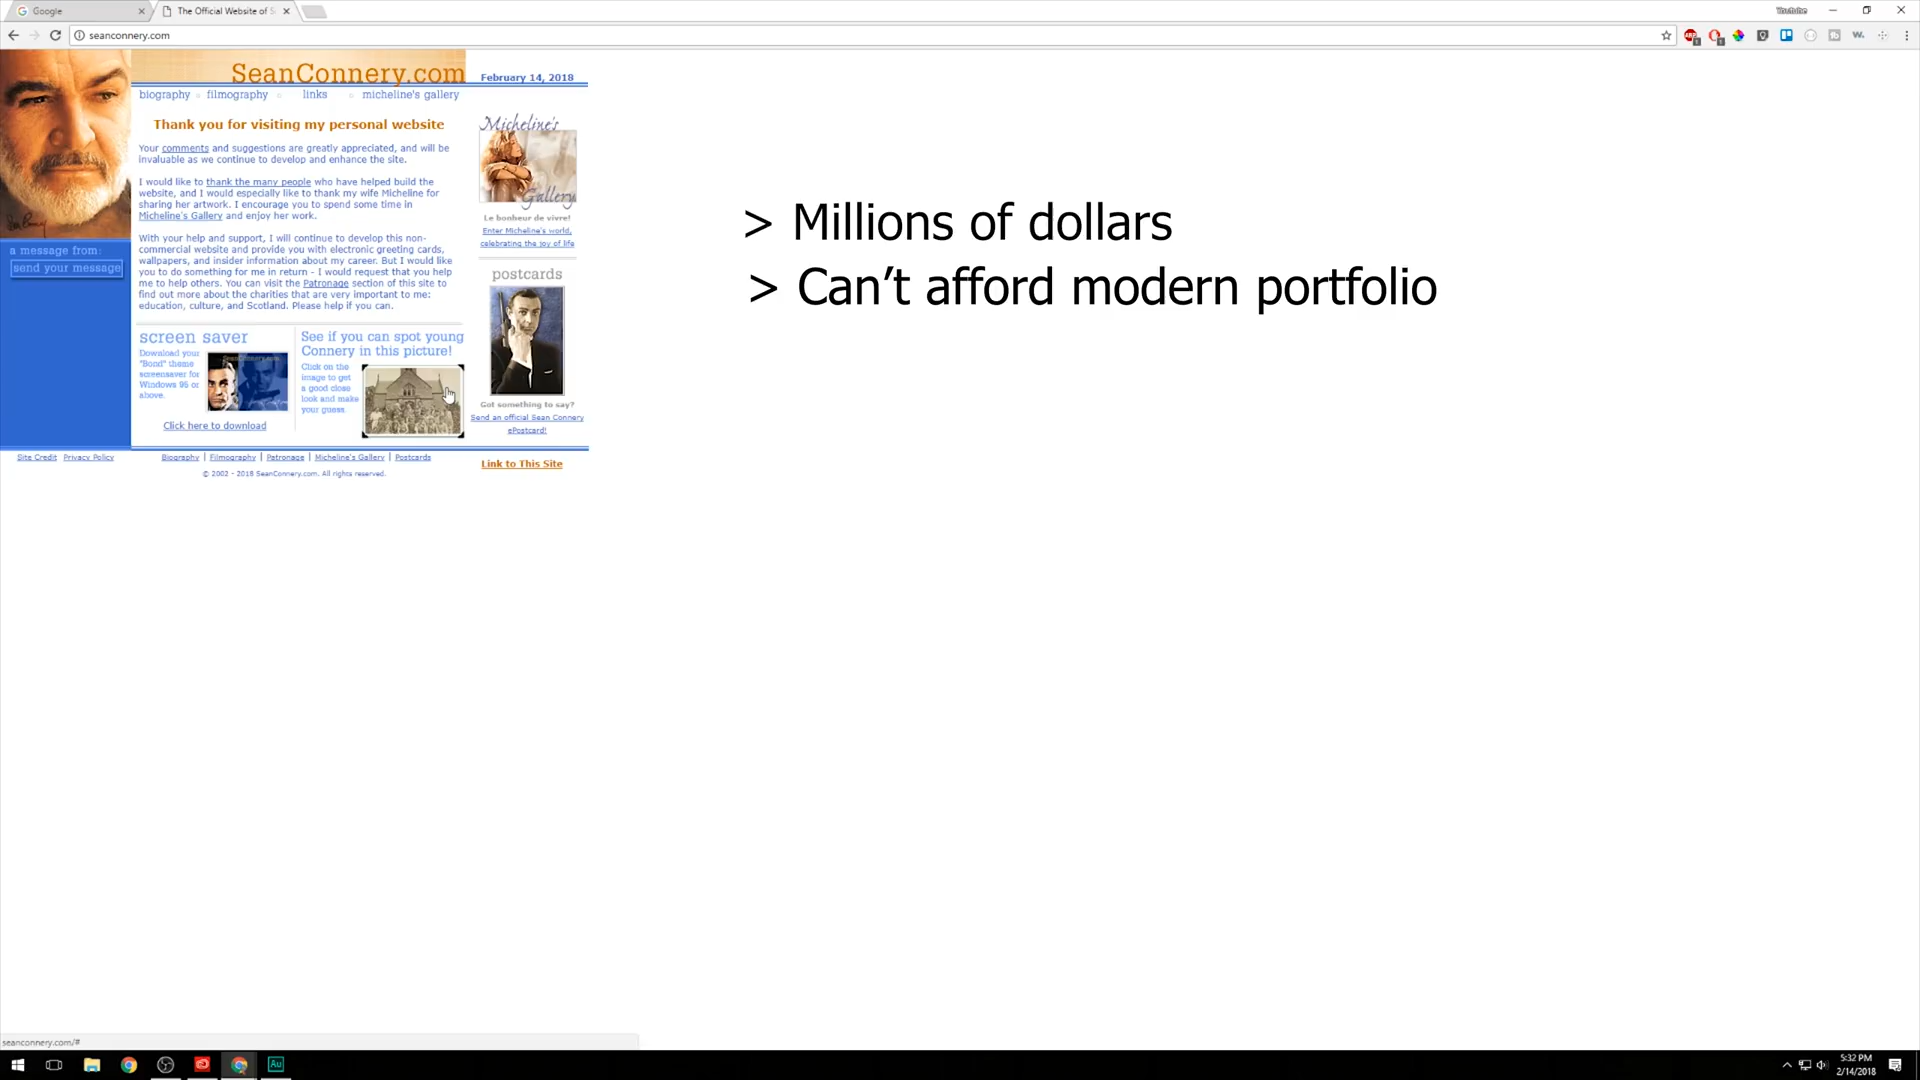 Google
The Official Website of S
Youtube
seanconnery.com
SeanConnery.com
February 14, 2018
biography
filmography
links
micheline's gallery
Thank you for visiting my personal website
Your comments and suggestions are greatly appreciated, and will be
invaluable as we continue to develop and enhance the site.
I would like to thank the many people who have helped build the
website, and I would especially like to thank my wife Micheline for
sharing her artwork. I encourage you to spend some time in
Micheline's Gallery and enjoy her work.
With your help and support, I will continue to develop this non-
commercial website and provide you with electronic greeting cards,
wallpapers, and insider information about my career. But I would like
you to do something for me in return - I would request that you help
me to help others. You can visit the Patronage section of this site to
find out more about the charities that are very important to me:
education, culture, and Scotland. Please help if you can.
a message from:
send your message
screen saver
Download your
"Bond" theme
screensaver for
Windows 95 or
above.
SeanConnery.com
Click here to download
See if you can spot young
Connery in this picture!
Click on the
image to get
a good close
look and make
your guess.
Micheline's
Gallery
Le bonheur de vivre!
Enter Micheline's world,
celebrating the joy of life
postcards
Got something to say?
Send an official Sean Connery
ePostcard!
> Millions of dollars
> Can't afford modern portfolio
Site Credit Privacy Policy
Biography | Filmography | Patronage | Micheline's Gallery | Postcards
Link to This Site
© 2002 - 2018 SeanConnery.com. All rights reserved.
seanconnery.com/#
Au
5:32 PM
2/14/2018